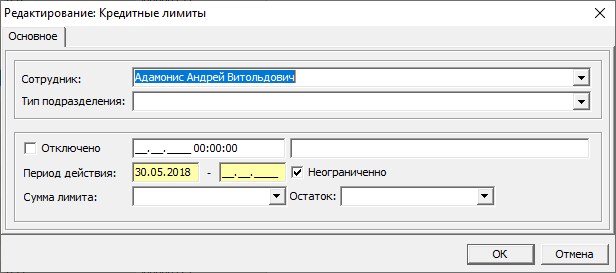 Редактирование: Кредитные лимиты
Основное
Сотрудник: Адамонис Андрей Витольдович
Тип подразделения:
Отключено __.__.____ 00:00:00
Период действия: 30.05.2018 - __.__.____ Неограниченно
Сумма лимита: Остаток:
OK Отмена